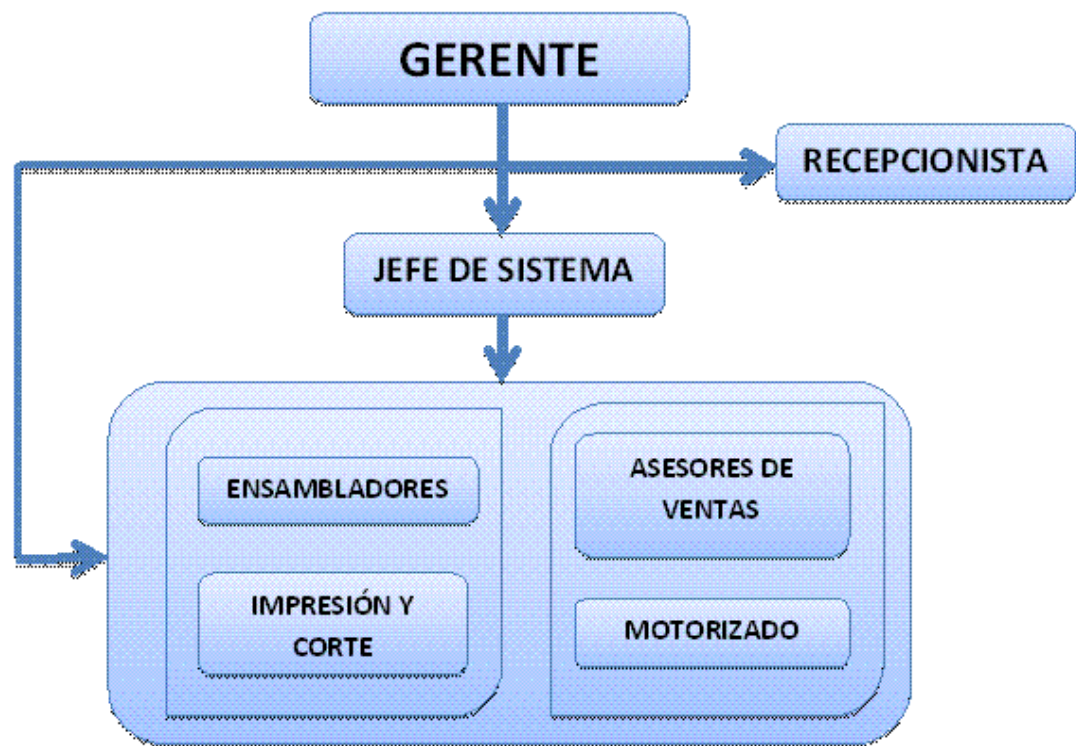 GERENTE
RECEPCIONISTA
JEFE DE SISTEMA
ENSAMBLADORES
IMPRESIÓN Y
CORTE
ASESORES DE
VENTAS
MOTORIZADO